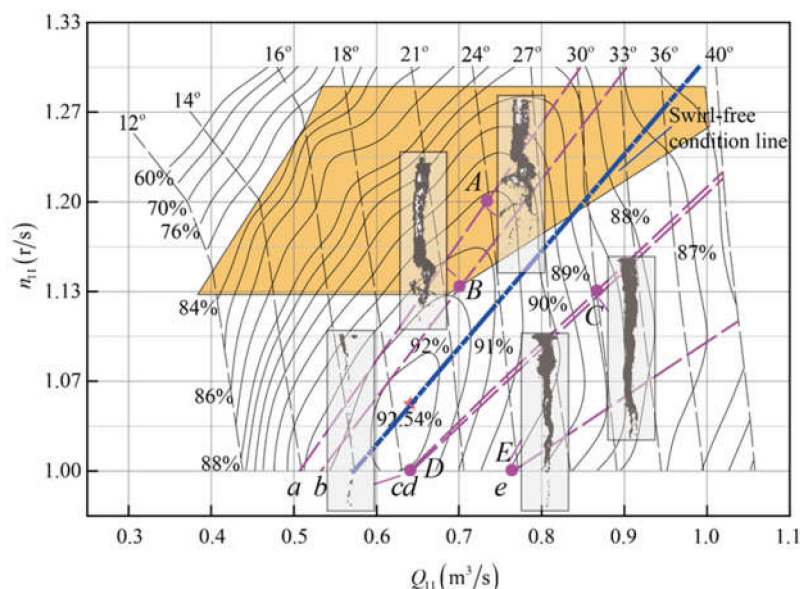 1.33
16° 18° 21° 24° 27° 30° 33° 36° 40°
14°
1.27
12°
Swirl-free
condition line
60%
A
1.20
70%
88%
76%
87%
89%
B
1.13
84%
90%
C
92% 91%
1.07
86%
92.54%
88%
D
E
1.00
a b cd e
n₁₁ (r/s)
0.3 0.4 0.5 0.6 0.7 0.8 0.9 1.0 1.1
Q₁₁ (m³/s)